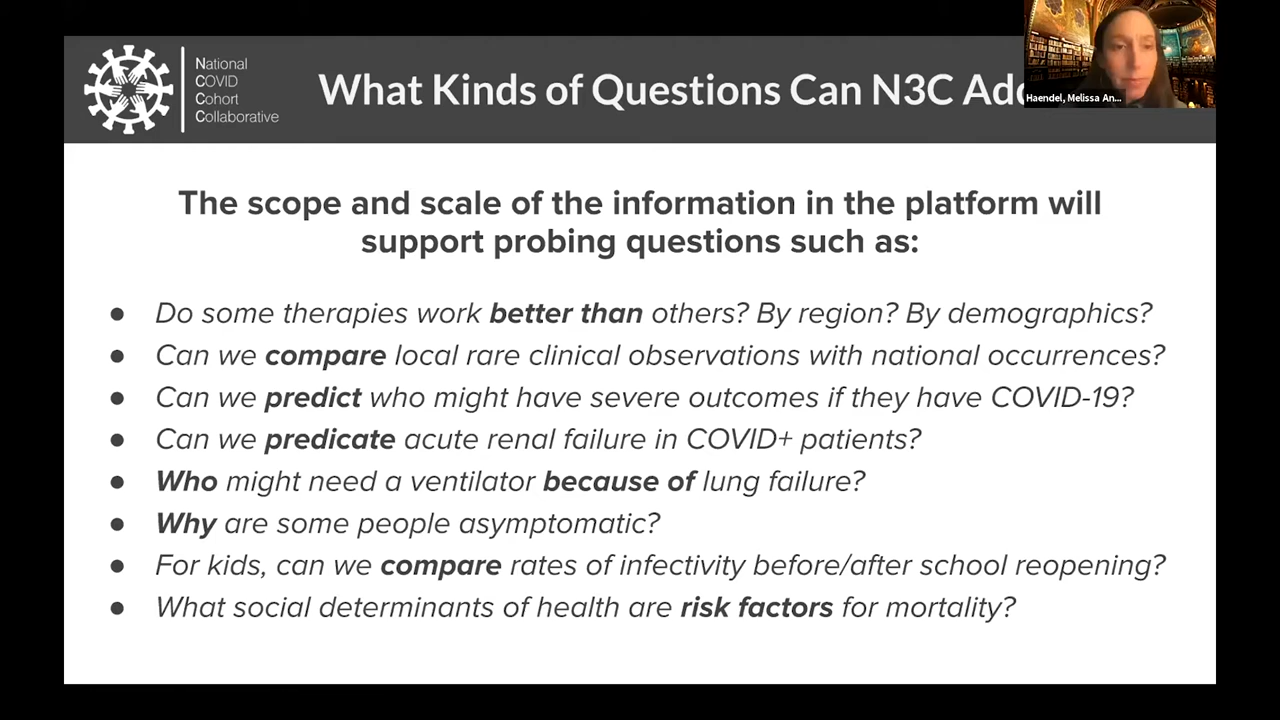 National
COVID
Cohort
Collaborative
What Kinds of Questions Can N3C
Haendel, Melissa An...
The scope and scale of the information in the platform will
support probing questions such as:
● Do some therapies work better than others? By region? By demographics?
● Can we compare local rare clinical observations with national occurrences?
● Can we predict who might have severe outcomes if they have COVID-19?
● Can we predicate acute renal failure in COVID+ patients?
● Who might need a ventilator because of lung failure?
● Why are some people asymptomatic?
● For kids, can we compare rates of infectivity before/after school reopening?
● What social determinants of health are risk factors for mortality?